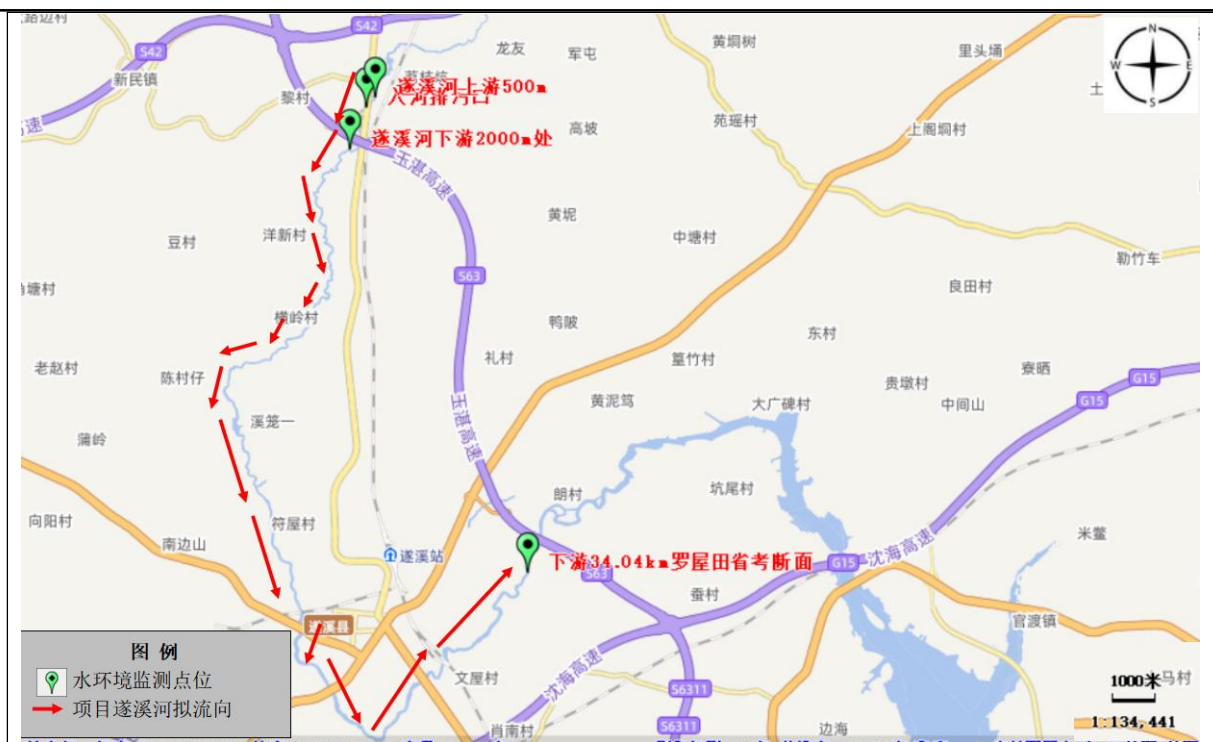 S42
龙友
军屯
黄垌树
里头埇
N
W
E
S
S42
新民镇
黎村
遂溪河上游500m
入河排污口
高坡
苑瑶村
上阁垌村
遂溪河下游2000m处
玉湛高速
黄坭
洋新村
豆村
中塘村
勒竹车
S63
良田村
横岭村
鸭陂
东村
礼村
篁竹村
老赵村
陈村仔
贵墩村
寮晒
G15
黄泥笃
大广碑村
中间山
G15
溪笼一
玉湛高速
蒲岭
朗村
坑尾村
向阳村
符屋村
南边山
米鳘
遂溪站
下游34.04km罗屋田省考断面
S63
G15
沈海高速
蚕村
遂溪县
官渡镇
图 例
水环境监测点位
项目遂溪河拟流向
文屋村
沈海高速
S6311
1000米
马村
肖南村
S6311
边海
1:134,441